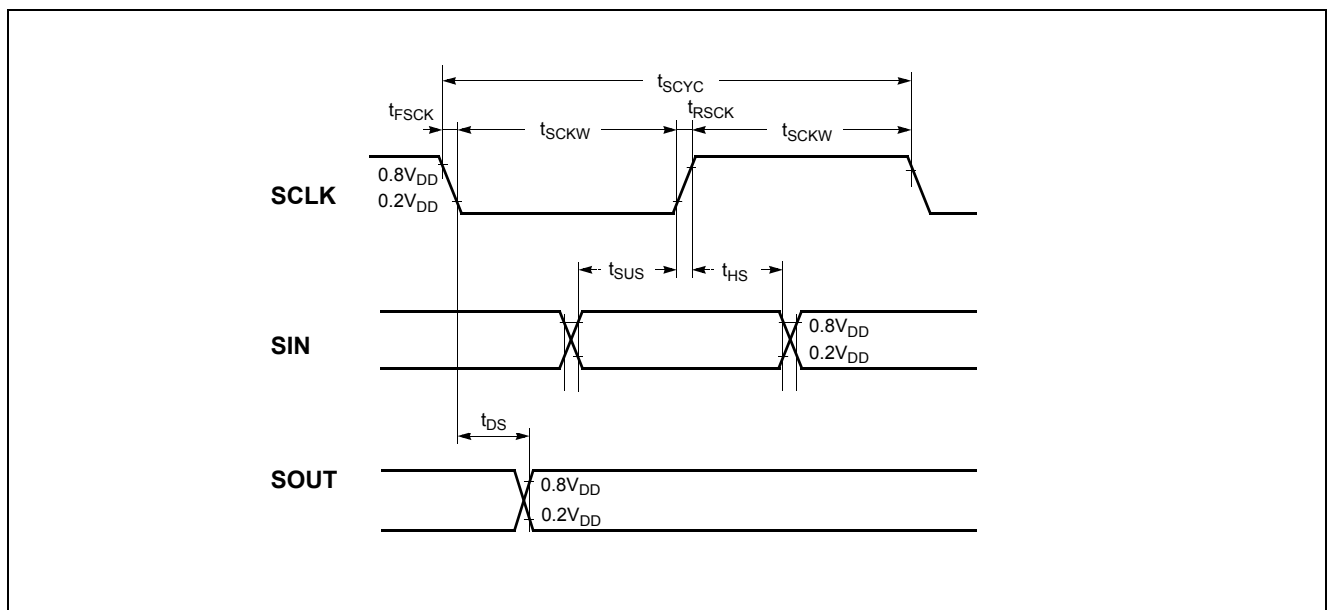 tSCYC
tFSCK
tRSCK
tSCKW
tSCKW
0.8VDD
SCLK
0.2VDD
tSUS
tHS
0.8VDD
SIN
0.2VDD
tDS
SOUT
0.8VDD
0.2VDD